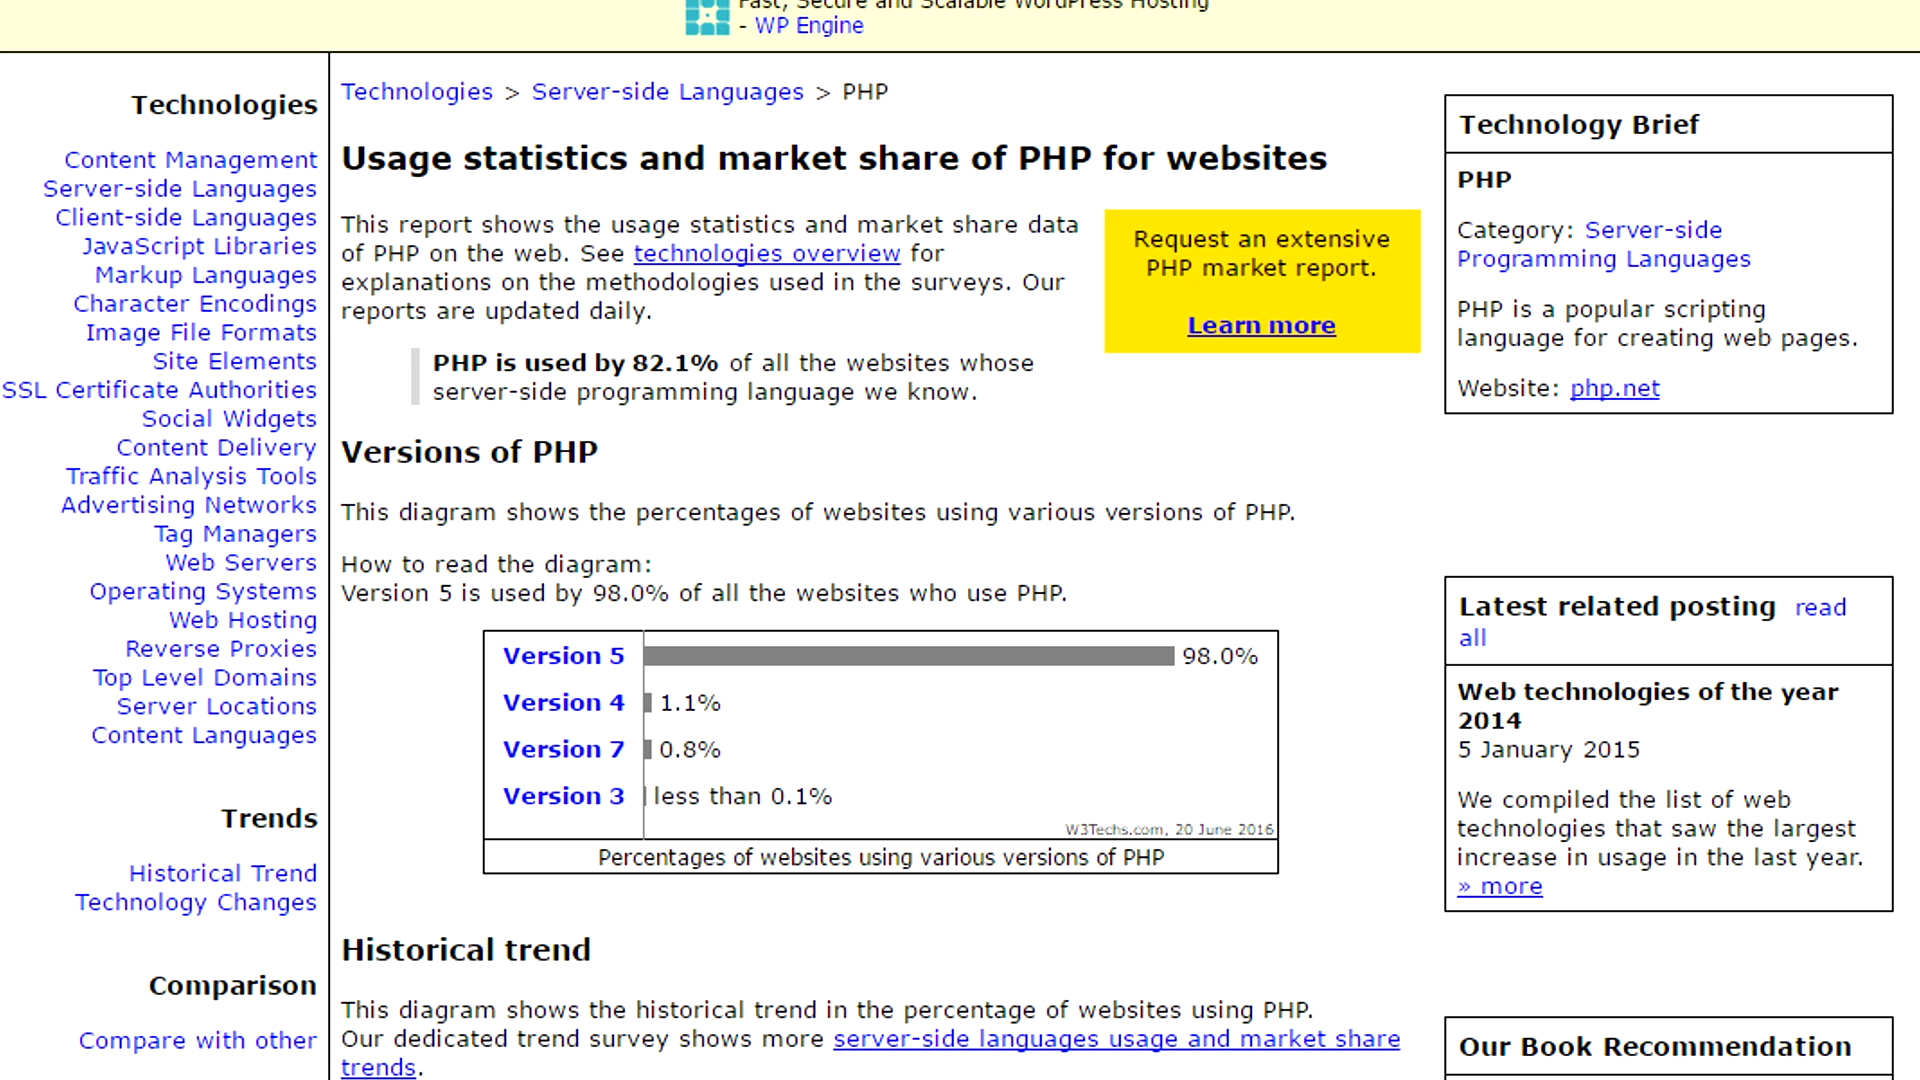 Fast, Secure and Scalable WordPress Hosting
- WP Engine
Technologies
Content Management
Server-side Languages
Client-side Languages
JavaScript Libraries
Markup Languages
Character Encodings
Image File Formats
Site Elements
SSL Certificate Authorities
Social Widgets
Content Delivery
Traffic Analysis Tools
Advertising Networks
Tag Managers
Web Servers
Operating Systems
Web Hosting
Reverse Proxies
Top Level Domains
Server Locations
Content Languages
Trends
Historical Trend
Technology Changes
Comparison
Compare with other
Technologies > Server-side Languages > PHP
Usage statistics and market share of PHP for websites
This report shows the usage statistics and market share data
of PHP on the web. See technologies overview for
explanations on the methodologies used in the surveys. Our
reports are updated daily.
Request an extensive
PHP market report.
Learn more
PHP is used by 82.1% of all the websites whose
server-side programming language we know.
Versions of PHP
This diagram shows the percentages of websites using various versions of PHP.
How to read the diagram:
Version 5 is used by 98.0% of all the websites who use PHP.
Version 5 98.0%
Version 4 1.1%
Version 7 0.8%
Version 3 less than 0.1%
W3Techs.com, 20 June 2016
Percentages of websites using various versions of PHP
Historical trend
This diagram shows the historical trend in the percentage of websites using PHP.
Our dedicated trend survey shows more server-side languages usage and market share
trends.
Technology Brief
PHP
Category: Server-side
Programming Languages
PHP is a popular scripting
language for creating web pages.
Website: php.net
Latest related posting read
all
Web technologies of the year
2014
5 January 2015
We compiled the list of web
technologies that saw the largest
increase in usage in the last year.
» more
Our Book Recommendation